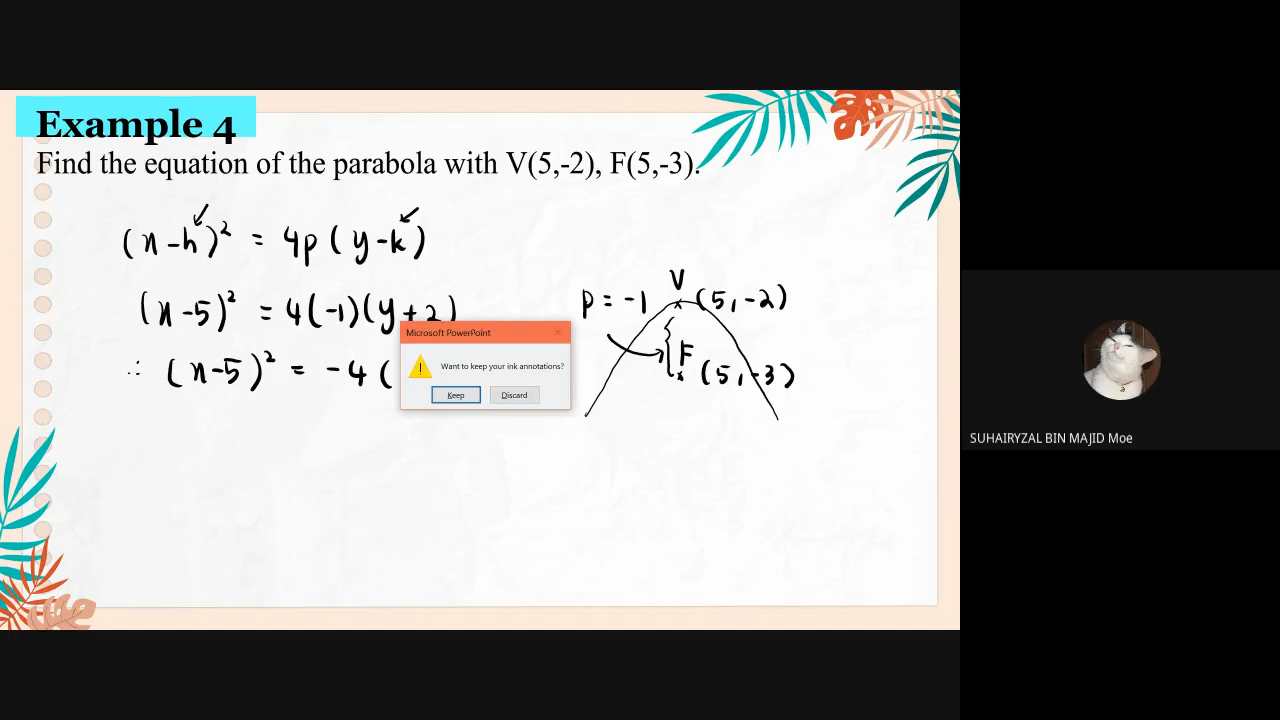 Example 4
Find the equation of the parabola with V(5,-2), F(5,-3).
(x-h)² = 4p(y-k)
(x-5)² = 4(-1)(y+2)
∴ (x-5)² = -4(
p = -1
V (5,-2)
F (5,-3)
Microsoft PowerPoint
Want to keep your ink annotations?
Keep
Discard
SUHAIRYZAL BIN MAJID Moe